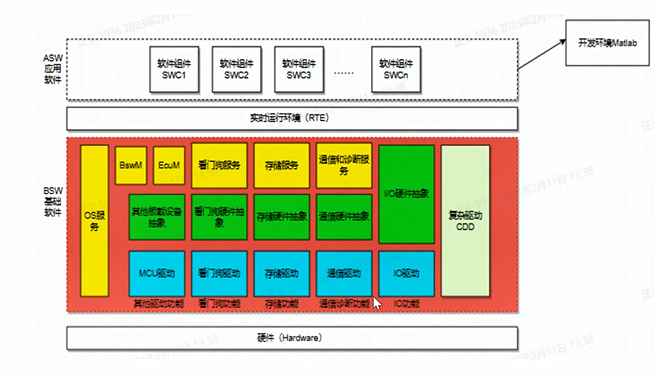 ASW
应用
软件
软件组件
SWC1
软件组件
SWC2
软件组件
SWC3
......
软件组件
SWCn
开发环境Matlab
实时运行环境（RTE）
BSW
基础
软件
OS服
务
BswM
EcuM
看门狗服务
存储服务
通信和诊断服
务
I/O硬件抽象
复杂驱动
CDD
其他板载设备
抽象
看门狗硬件抽
象
存储硬件抽象
通信硬件抽象
MCU驱动
看门狗驱动
存储驱动
通信驱动
IO驱动
其他驱动功能
看门狗功能
存储功能
通信诊断功能
IO功能
硬件（Hardware）